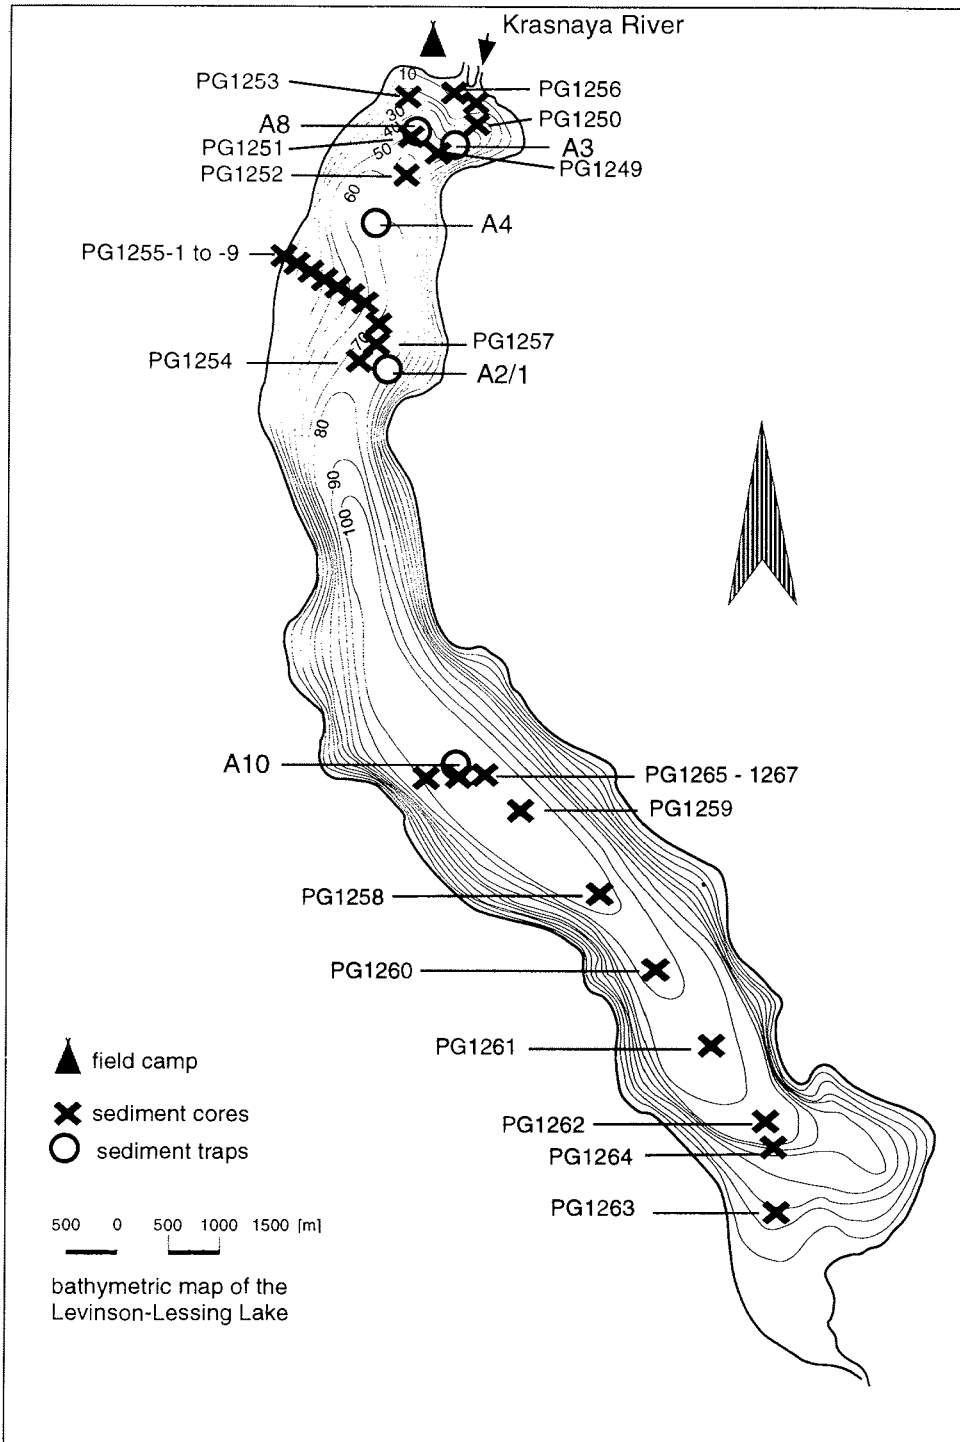 Krasnaya River
10
PG1253
PG1256
30
A8
40
PG1250
PG1251
50
A3
PG1252
PG1249
60
A4
PG1255-1 to -9
70
PG1257
PG1254
A2/1
80
90
100
A10
PG1265 - 1267
PG1259
PG1258
PG1260
PG1261
field camp
sediment cores
PG1262
sediment traps
PG1264
PG1263
500 0 500 1000 1500 [m]
bathymetric map of the
Levinson-Lessing Lake